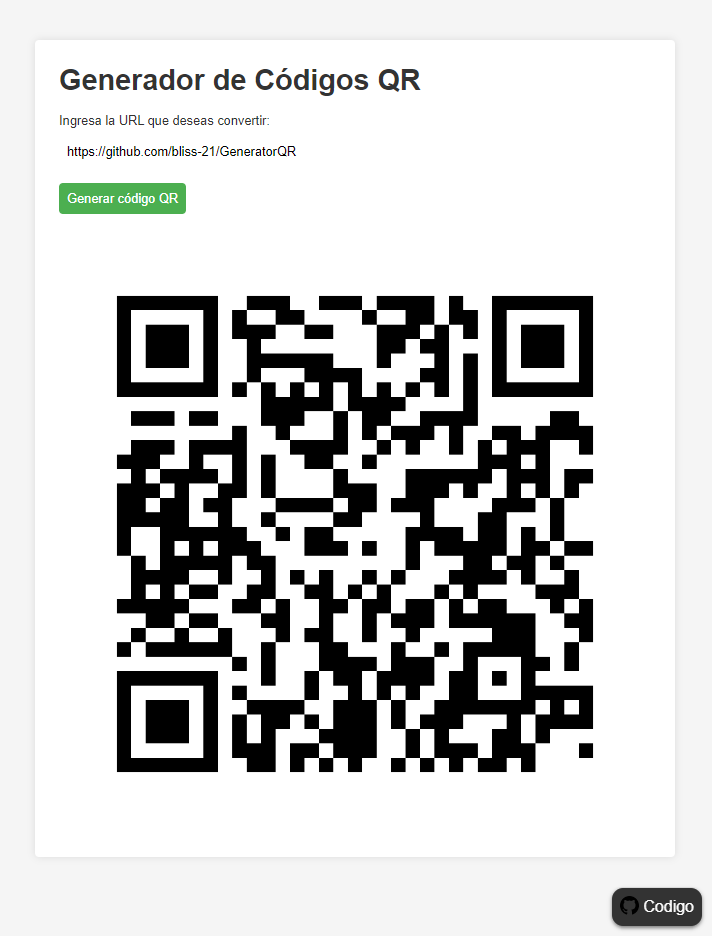 Generador de Códigos QR
Ingresa la URL que deseas convertir:
https://github.com/bliss-21/GeneratorQR
Generar código QR
Codigo